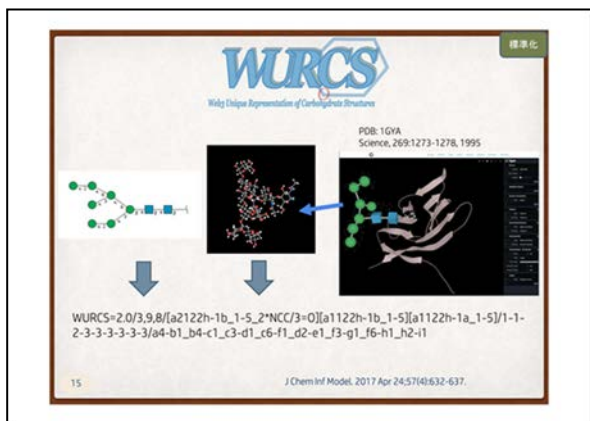 標準化
WURCS
Web3 Unique Representation of Carbohydrate Structures
PDB: 1GYA
Science, 269:1273-1278, 1995
WURCS=2.0/3,9,8/[a2122h-1b_1-5_2*NCC/3=O][a1122h-1b_1-5][a1122h-1a_1-5]/1-1-
2-3-3-3-3-3-3/a4-b1_b4-c1_c3-d1_c6-f1_d2-e1_f3-g1_f6-h1_h2-i1
15
J Chem Inf Model. 2017 Apr 24;57(4):632-637.